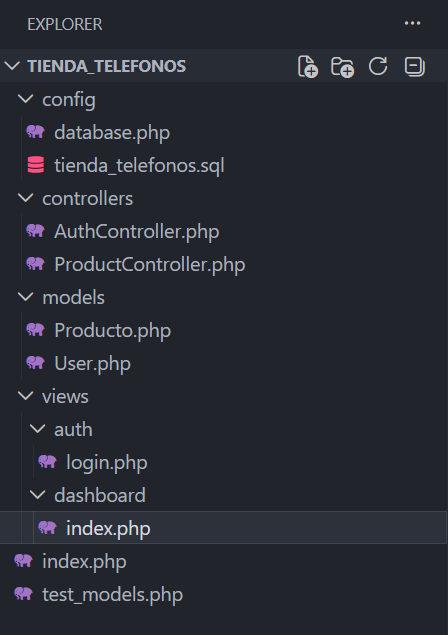 EXPLORER
TIENDA_TELEFONOS
config
database.php
tienda_telefonos.sql
controllers
AuthController.php
ProductController.php
models
Producto.php
User.php
views
auth
login.php
dashboard
index.php
index.php
test_models.php